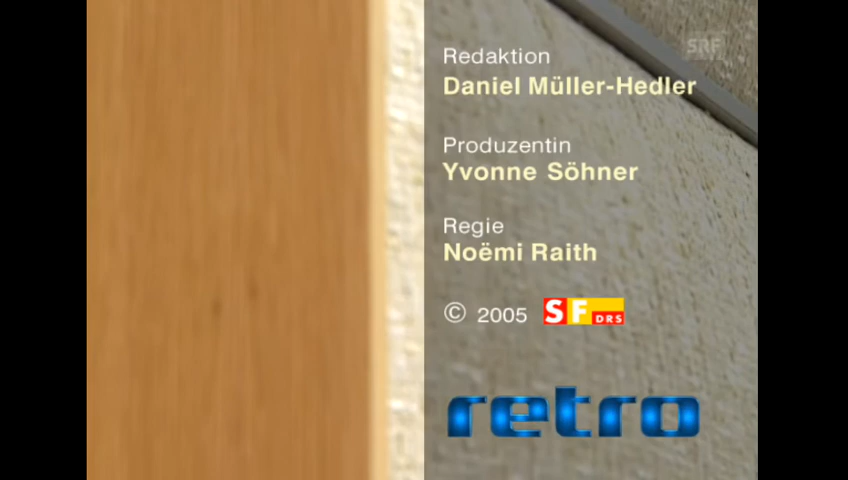 SRF
Redaktion
Daniel Müller-Hedler
Produzentin
Yvonne Söhner
Regie
Noëmi Raith
© 2005 SF DRS
retro